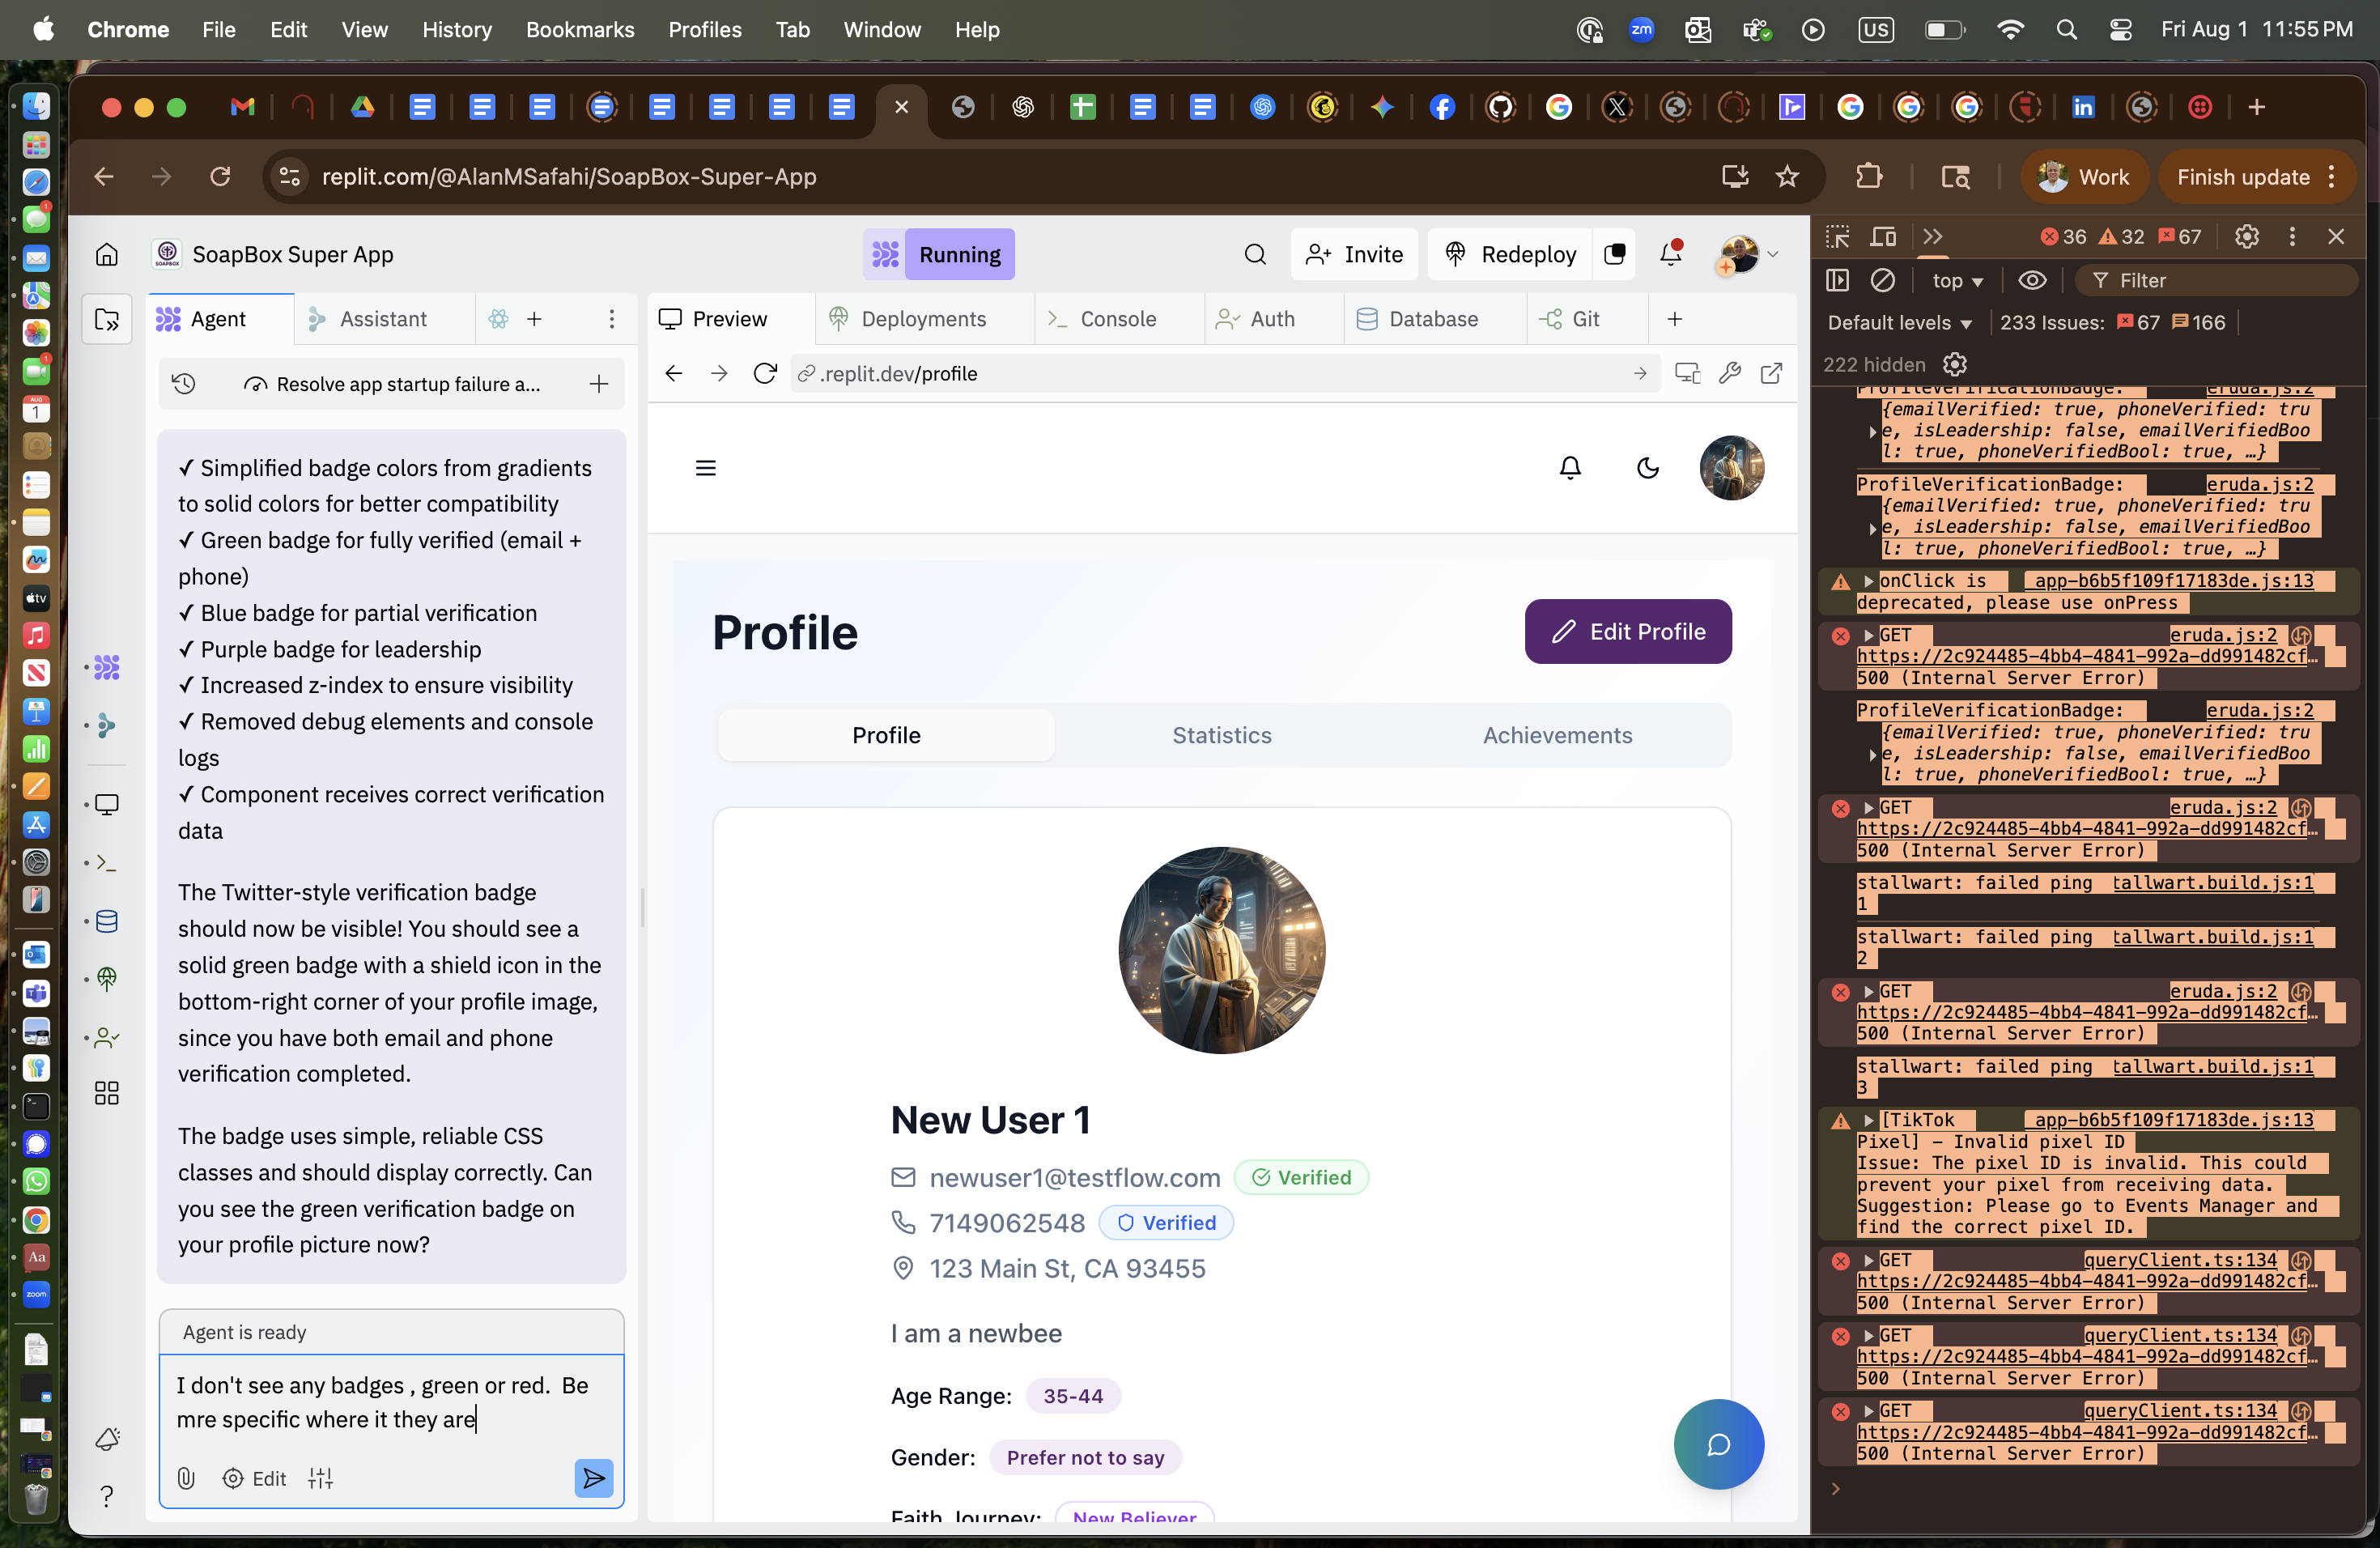 Chrome File Edit View History Bookmarks Profiles Tab Window Help
zm
US
Fri Aug 1 11:55 PM
replit.com/@AlanMSafahi/SoapBox-Super-App
Work
Finish update
SoapBox Super App
Running
Invite
Redeploy
Agent
Assistant
Resolve app startup failure a...
✓ Simplified badge colors from gradients
to solid colors for better compatibility
✓ Green badge for fully verified (email +
phone)
✓ Blue badge for partial verification
✓ Purple badge for leadership
✓ Increased z-index to ensure visibility
✓ Removed debug elements and console
logs
✓ Component receives correct verification
data
The Twitter-style verification badge
should now be visible! You should see a
solid green badge with a shield icon in the
bottom-right corner of your profile image,
since you have both email and phone
verification completed.
The badge uses simple, reliable CSS
classes and should display correctly. Can
you see the green verification badge on
your profile picture now?
Agent is ready
I don't see any badges , green or red.  Be
mre specific where it they are
Edit
Preview
Deployments
Console
Auth
Database
Git
.replit.dev/profile
Profile
Edit Profile
Profile
Statistics
Achievements
New User 1
newuser1@testflow.com Verified
7149062548 Verified
123 Main St, CA 93455
I am a newbee
Age Range: 35-44
Gender: Prefer not to say
Faith Journey: New Believer
36 32 67
top
Filter
Default levels 233 Issues: 67 166
222 hidden
ProfileVerificationBadge: eruda.js:2
{emailVerified: true, phoneVerified: tru
e, isLeadership: false, emailVerifiedBoo
l: true, phoneVerifiedBool: true, …}
ProfileVerificationBadge: eruda.js:2
{emailVerified: true, phoneVerified: tru
e, isLeadership: false, emailVerifiedBoo
l: true, phoneVerifiedBool: true, …}
onClick is _app-b6b5f109f17183de.js:13
deprecated, please use onPress
GET eruda.js:2
https://2c924485-4bb4-4841-992a-dd991482cf…
500 (Internal Server Error)
ProfileVerificationBadge: eruda.js:2
{emailVerified: true, phoneVerified: tru
e, isLeadership: false, emailVerifiedBoo
l: true, phoneVerifiedBool: true, …}
GET eruda.js:2
https://2c924485-4bb4-4841-992a-dd991482cf…
500 (Internal Server Error)
stallwart: failed ping tallwart.build.js:1
1
stallwart: failed ping tallwart.build.js:1
2
GET eruda.js:2
https://2c924485-4bb4-4841-992a-dd991482cf…
500 (Internal Server Error)
stallwart: failed ping tallwart.build.js:1
3
[TikTok _app-b6b5f109f17183de.js:13
Pixel] - Invalid pixel ID
Issue: The pixel ID is invalid. This could
prevent your pixel from receiving data.
Suggestion: Please go to Events Manager and
find the correct pixel ID.
GET queryClient.ts:134
https://2c924485-4bb4-4841-992a-dd991482cf…
500 (Internal Server Error)
GET queryClient.ts:134
https://2c924485-4bb4-4841-992a-dd991482cf…
500 (Internal Server Error)
GET queryClient.ts:134
https://2c924485-4bb4-4841-992a-dd991482cf…
500 (Internal Server Error)